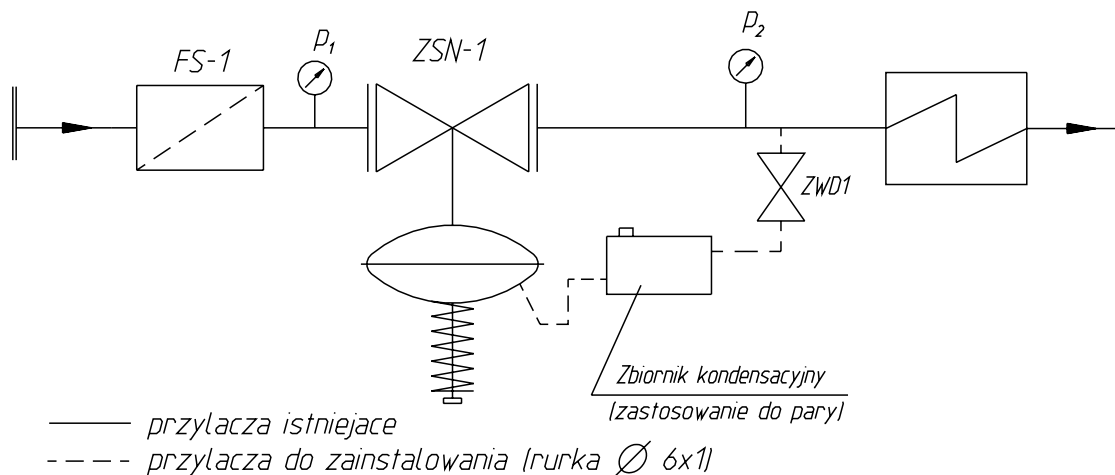 FS-1
p1
ZSN-1
p2
ZWD1
Zbiornik kondensacyjny
(zastosowanie do pary)
przylacza istniejace
przylacza do zainstalowania (rurka Ø 6x1)